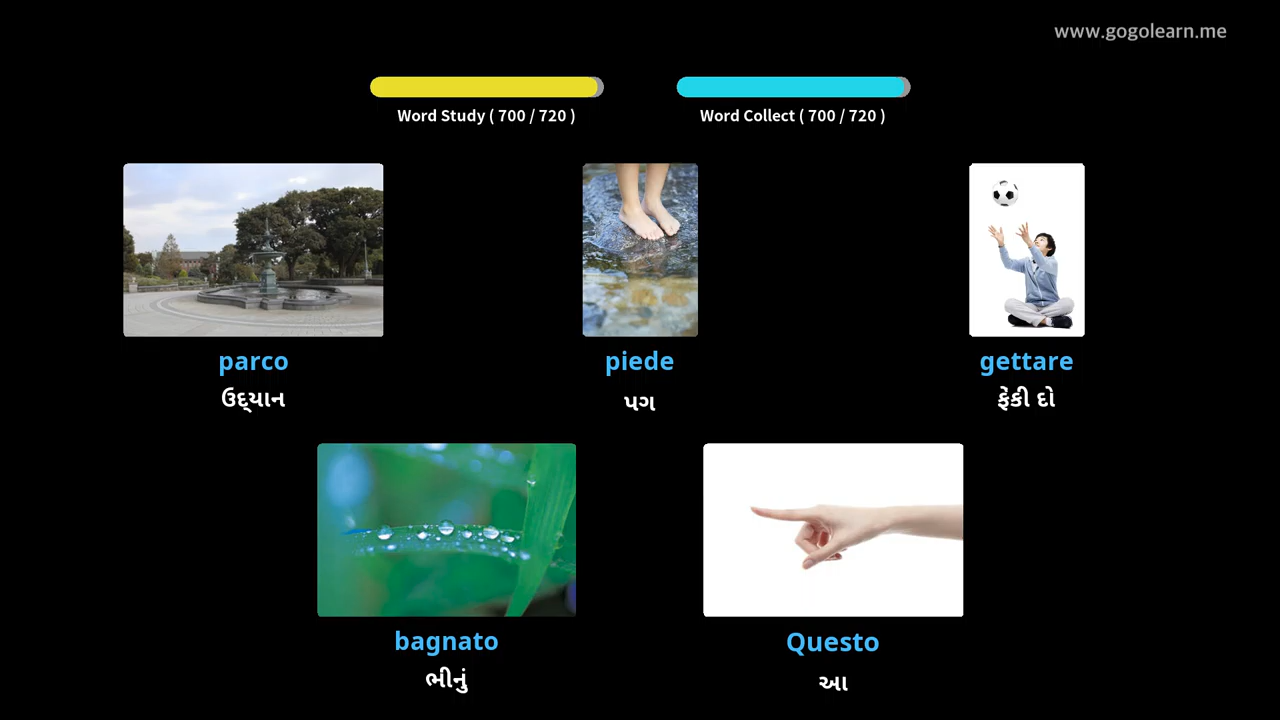 www.gogolearn.me
Word Study ( 700 / 720 )
Word Collect ( 700 / 720 )
parco
ઉદ્‌યાન
piede
પગ
gettare
ફેંકી દો
bagnato
ભીનું
Questo
આ